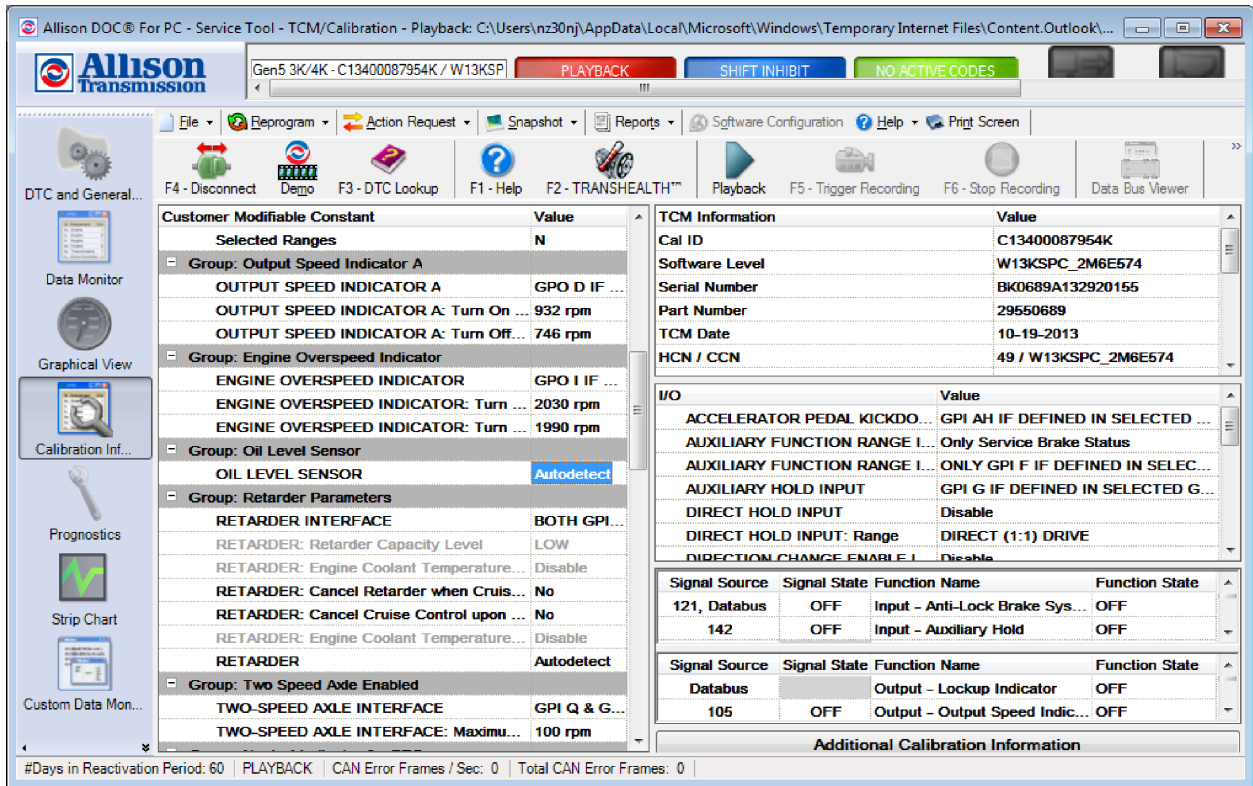 Allison DOC® For PC - Service Tool - TCM/Calibration - Playback: C:\Users\nz30nj\AppData\Local\Microsoft\Windows\Temporary Internet Files\Content.Outlook\...
Allison
Transmission
Gen5 3K/4K - C13400087954K / W13KSP
PLAYBACK
SHIFT INHIBIT
NO ACTIVE CODES
File
Reprogram
Action Request
Snapshot
Reports
Software Configuration
Help
Print Screen
F4 - Disconnect
Demo
F3 - DTC Lookup
F1 - Help
F2 - TRANSHEALTH™
Playback
F5 - Trigger Recording
F6 - Stop Recording
Data Bus Viewer
DTC and General...
Data Monitor
Graphical View
Calibration Inf...
Prognostics
Strip Chart
Custom Data Mon...
Customer Modifiable Constant Value
Selected Ranges N
Group: Output Speed Indicator A
OUTPUT SPEED INDICATOR A GPO D IF ...
OUTPUT SPEED INDICATOR A: Turn On ... 932 rpm
OUTPUT SPEED INDICATOR A: Turn Off... 746 rpm
Group: Engine Overspeed Indicator
ENGINE OVERSPEED INDICATOR GPO I IF ...
ENGINE OVERSPEED INDICATOR: Turn ... 2030 rpm
ENGINE OVERSPEED INDICATOR: Turn ... 1990 rpm
Group: Oil Level Sensor
OIL LEVEL SENSOR Autodetect
Group: Retarder Parameters
RETARDER INTERFACE BOTH GPI...
RETARDER: Retarder Capacity Level LOW
RETARDER: Engine Coolant Temperature... Disable
RETARDER: Cancel Retarder when Cruis... No
RETARDER: Cancel Cruise Control upon ... No
RETARDER: Engine Coolant Temperature... Disable
RETARDER Autodetect
Group: Two Speed Axle Enabled
TWO-SPEED AXLE INTERFACE GPI Q & G...
TWO-SPEED AXLE INTERFACE: Maximu... 100 rpm
TCM Information Value
Cal ID C13400087954K
Software Level W13KSPC_2M6E574
Serial Number BK0689A132920155
Part Number 29550689
TCM Date 10-19-2013
HCN / CCN 49 / W13KSPC_2M6E574
I/O Value
ACCELERATOR PEDAL KICKDO... GPI AH IF DEFINED IN SELECTED ...
AUXILIARY FUNCTION RANGE I... Only Service Brake Status
AUXILIARY FUNCTION RANGE I... ONLY GPI F IF DEFINED IN SELEC...
AUXILIARY HOLD INPUT GPI G IF DEFINED IN SELECTED G...
DIRECT HOLD INPUT Disable
DIRECT HOLD INPUT: Range DIRECT (1:1) DRIVE
DIRECTION CHANGE ENABLE I... Disable
Signal Source Signal State Function Name Function State
121, Databus OFF Input - Anti-Lock Brake Sys... OFF
142 OFF Input - Auxiliary Hold OFF
Signal Source Signal State Function Name Function State
Databus Output - Lockup Indicator OFF
105 OFF Output - Output Speed Indic... OFF
Additional Calibration Information
#Days in Reactivation Period: 60 PLAYBACK CAN Error Frames / Sec: 0 Total CAN Error Frames: 0